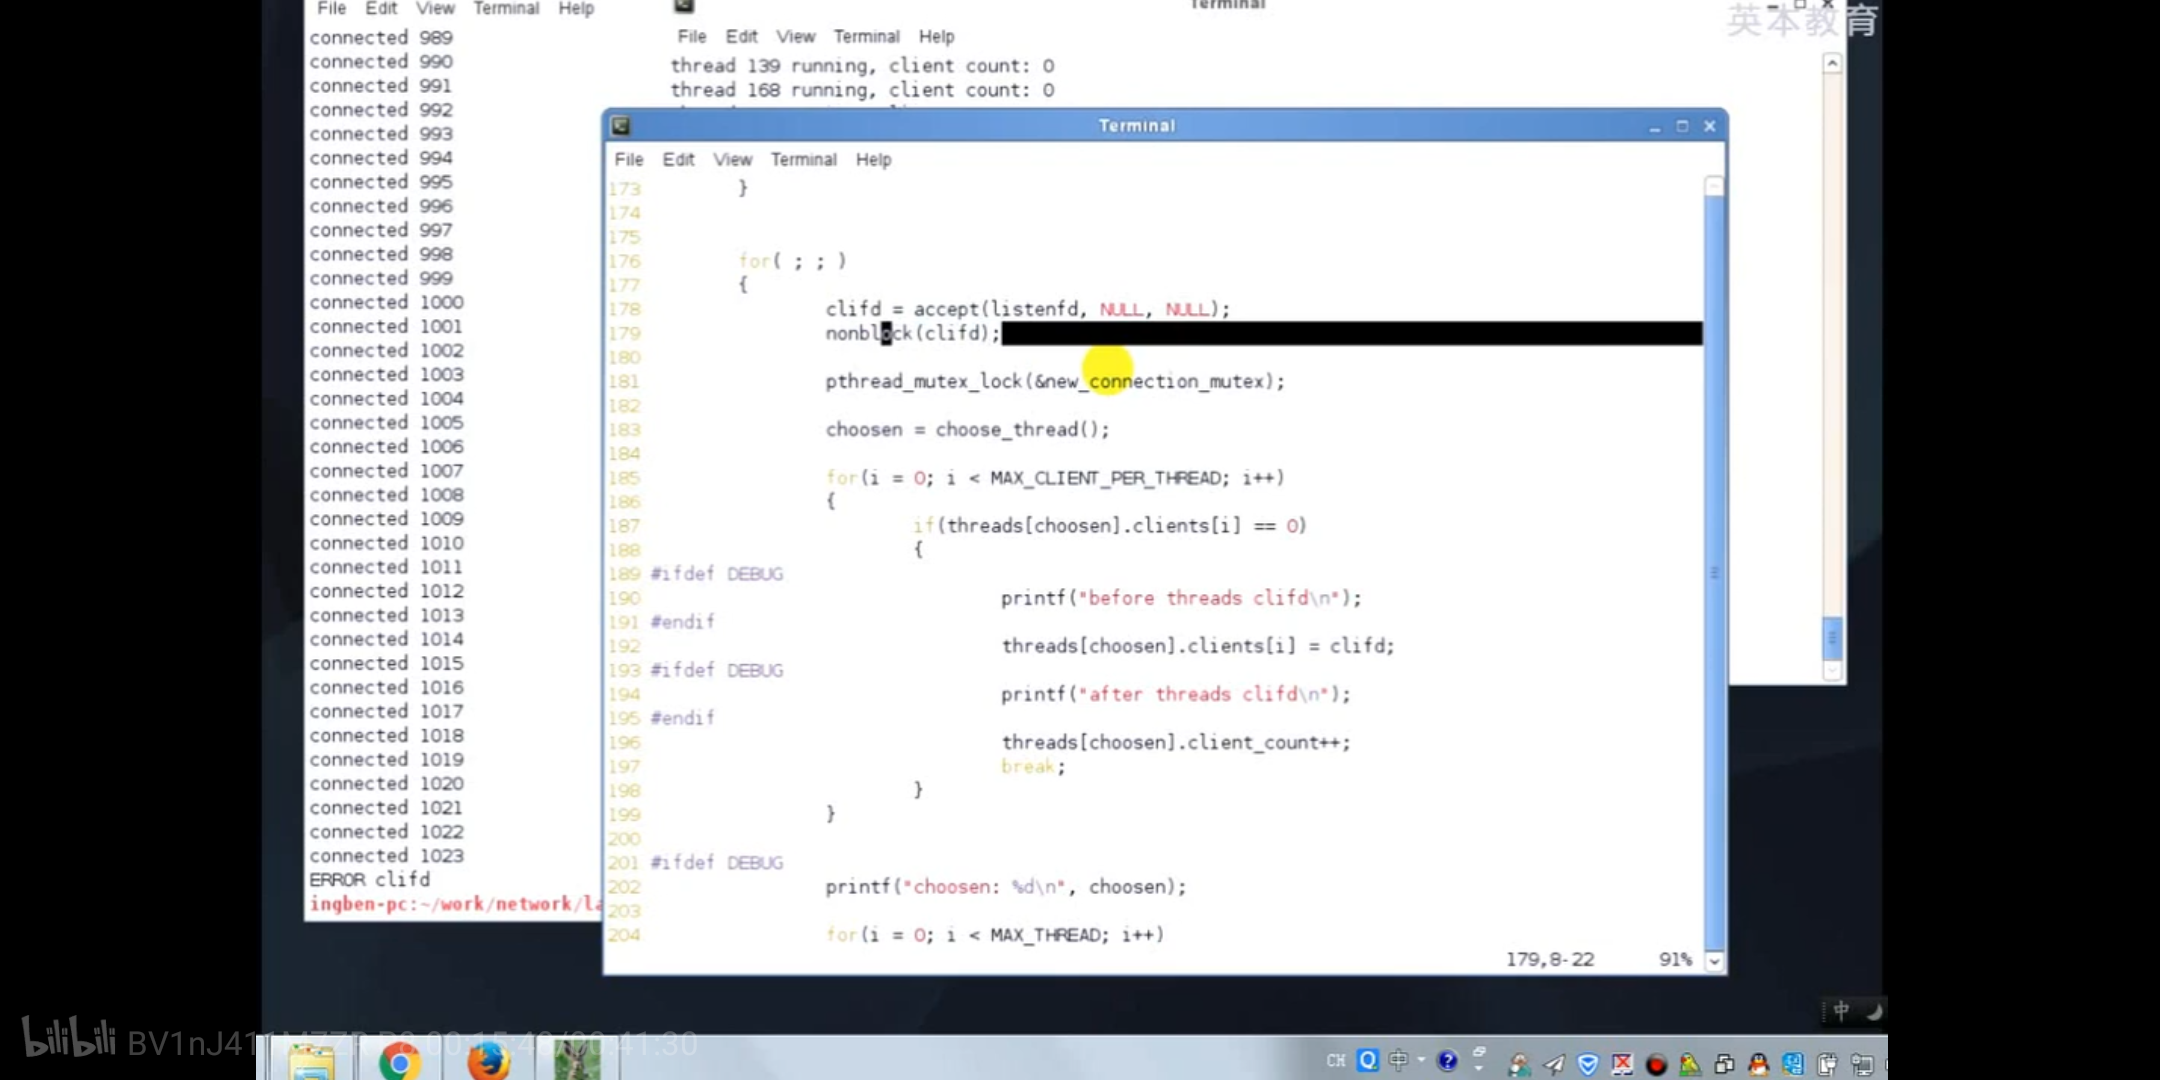 File Edit View Terminal Help
connected 989
connected 990
connected 991
connected 992
connected 993
connected 994
connected 995
connected 996
connected 997
connected 998
connected 999
connected 1000
connected 1001
connected 1002
connected 1003
connected 1004
connected 1005
connected 1006
connected 1007
connected 1008
connected 1009
connected 1010
connected 1011
connected 1012
connected 1013
connected 1014
connected 1015
connected 1016
connected 1017
connected 1018
connected 1019
connected 1020
connected 1021
connected 1022
connected 1023
ERROR clifd
ingben-pc:~/work/network/la
Terminal
英本教育
File Edit View Terminal Help
thread 139 running, client count: 0
thread 168 running, client count: 0
Terminal
File Edit View Terminal Help
173 }
174
175
176 for( ; ; )
177 {
178 clifd = accept(listenfd, NULL, NULL);
179 nonblock(clifd);
180
181 pthread_mutex_lock(&new_connection_mutex);
182
183 choosen = choose_thread();
184
185 for(i = 0; i < MAX_CLIENT_PER_THREAD; i++)
186 {
187 if(threads[choosen].clients[i] == 0)
188 {
189 #ifdef DEBUG
190 printf("before threads clifd\n");
191 #endif
192 threads[choosen].clients[i] = clifd;
193 #ifdef DEBUG
194 printf("after threads clifd\n");
195 #endif
196 threads[choosen].client_count++;
197 break;
198 }
199 }
200
201 #ifdef DEBUG
202 printf("choosen: %d\n", choosen);
203
204 for(i = 0; i < MAX_THREAD; i++)
179,8-22 91%
中
bilibili
CH 中